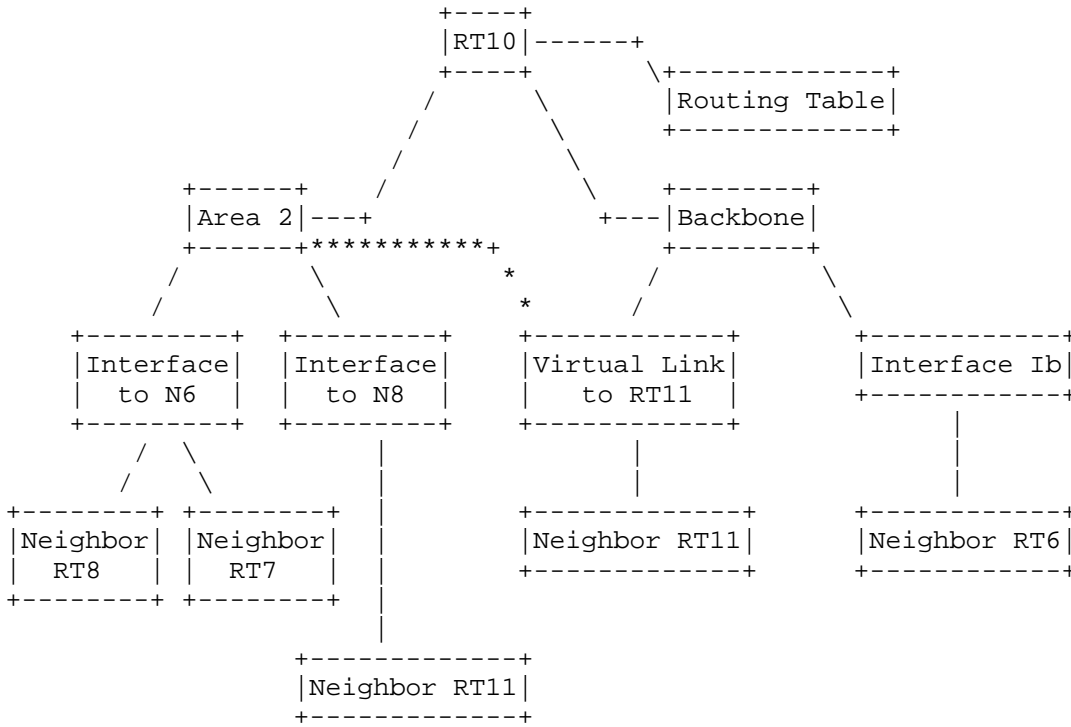 RT10
Routing Table
Area 2
Backbone
Interface
to N6
Interface
to N8
Virtual Link
to RT11
Interface Ib
Neighbor
RT8
Neighbor
RT7
Neighbor RT11
Neighbor RT6
Neighbor RT11